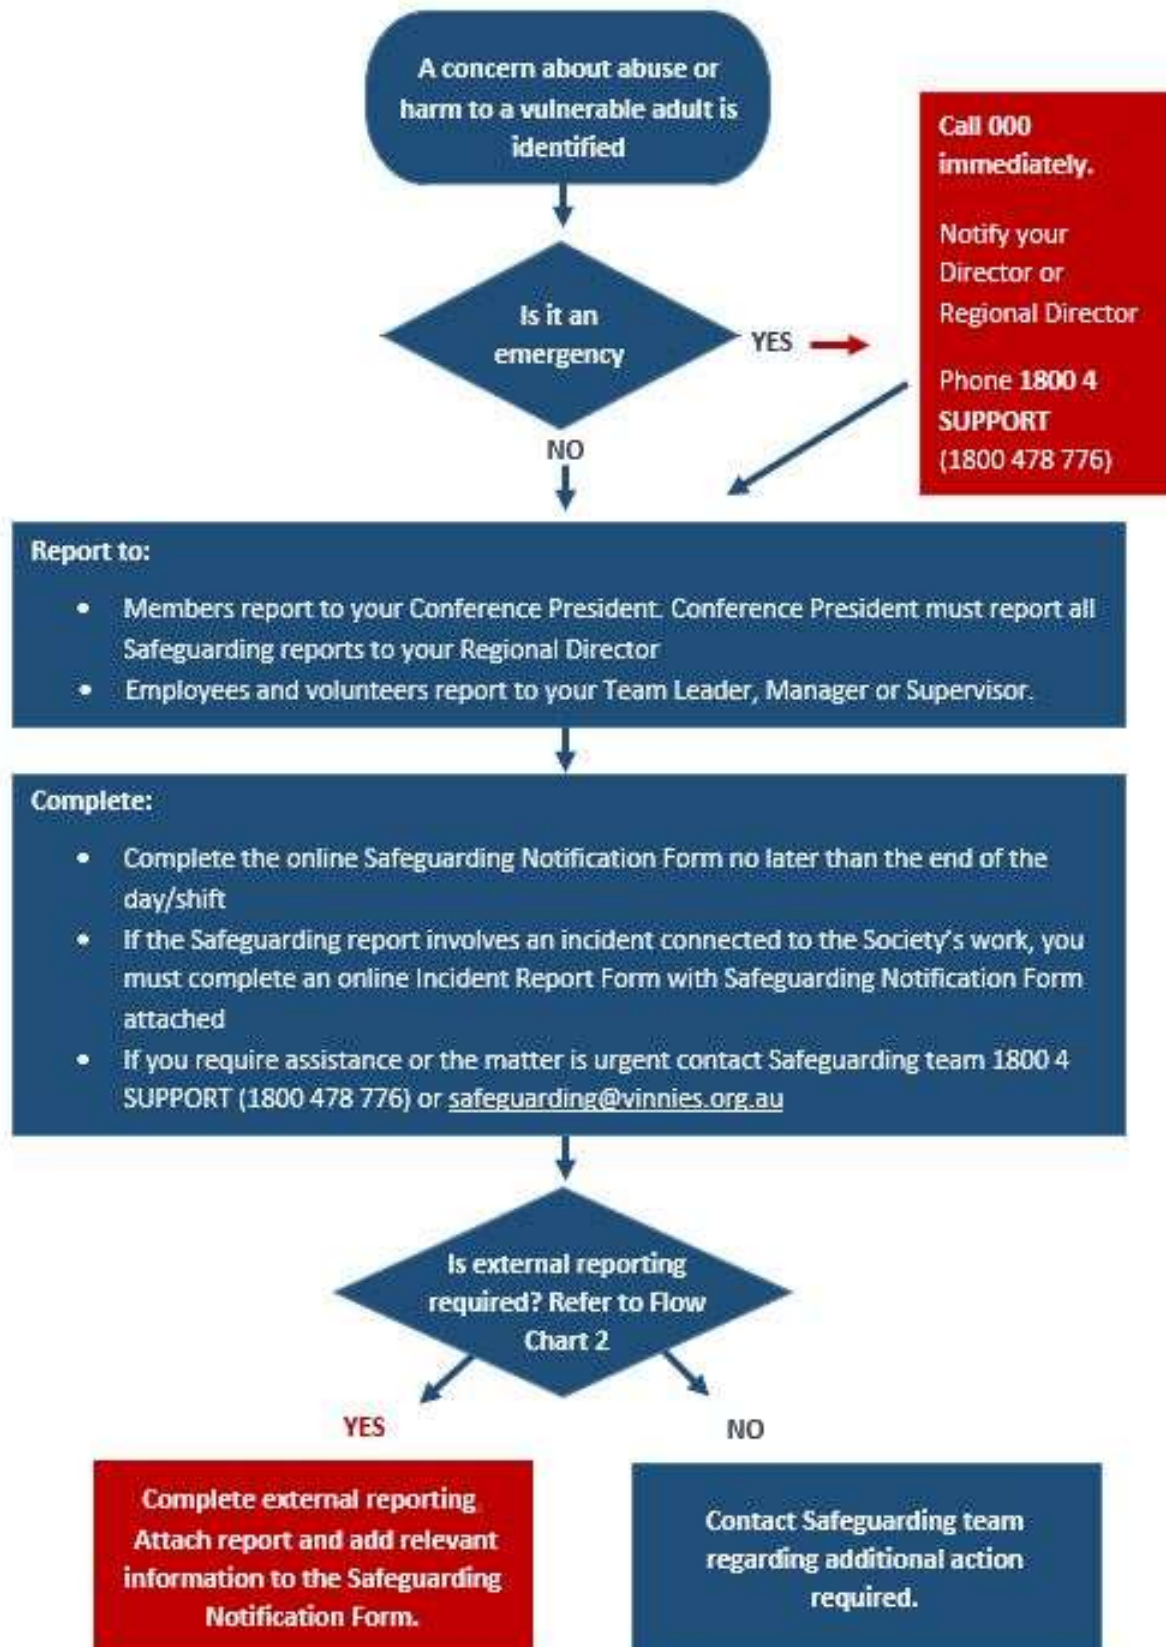 A concern about abuse or
harm to a vulnerable adult is
identified
Call 000
immediately.
Notify your
Director or
Regional Director
Phone 1800 4
SUPPORT
(1800 478 776)
Is it an
emergency
YES
NO
Report to:
• Members report to your Conference President. Conference President must report all
Safeguarding reports to your Regional Director
• Employees and volunteers report to your Team Leader, Manager or Supervisor.
Complete:
• Complete the online Safeguarding Notification Form no later than the end of the
day/shift
• If the Safeguarding report involves an incident connected to the Society's work, you
must complete an online Incident Report Form with Safeguarding Notification Form
attached
• If you require assistance or the matter is urgent contact Safeguarding team 1800 4
SUPPORT (1800 478 776) or safeguarding@vinnies.org.au
Is external reporting
required? Refer to Flow
Chart 2
YES
NO
Complete external reporting
Attach report and add relevant
information to the Safeguarding
Notification Form.
Contact Safeguarding team
regarding additional action
required.